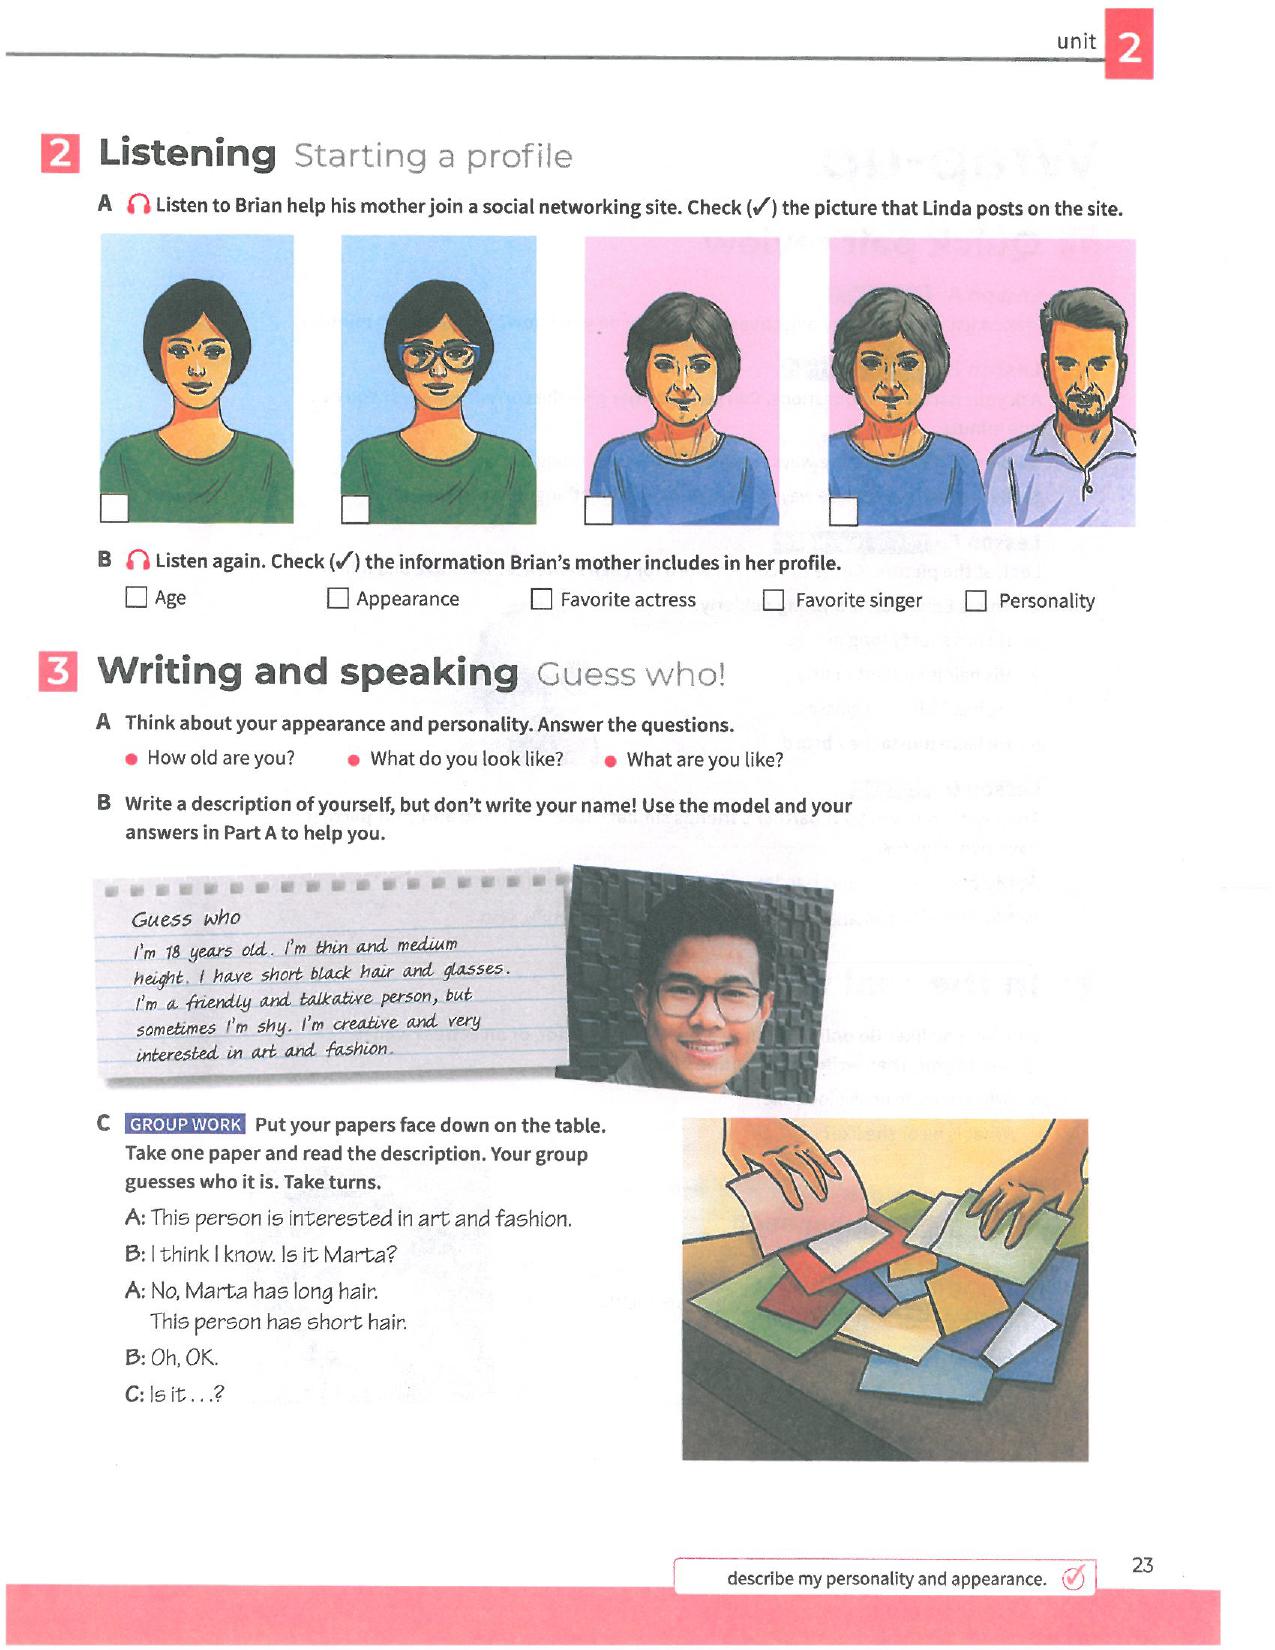 unit 2
2 Listening Starting a profile
A Listen to Brian help his mother join a social networking site. Check (✓) the picture that Linda posts on the site.
B Listen again. Check (✓) the information Brian's mother includes in her profile.
Age Appearance Favorite actress Favorite singer Personality
3 Writing and speaking Guess who!
A Think about your appearance and personality. Answer the questions.
• How old are you? • What do you look like? • What are you like?
B Write a description of yourself, but don't write your name! Use the model and your
answers in Part A to help you.
Guess who
I'm 18 years old. I'm thin and medium
height. I have short black hair and glasses.
I'm a friendly and talkative person, but
sometimes I'm shy. I'm creative and very
interested in art and fashion.
C GROUP WORK Put your papers face down on the table.
Take one paper and read the description. Your group
guesses who it is. Take turns.
A: This person is interested in art and fashion.
B: I think I know. Is it Marta?
A: No, Marta has long hair.
This person has short hair.
B: Oh, OK.
C: Is it . . .?
describe my personality and appearance.
23